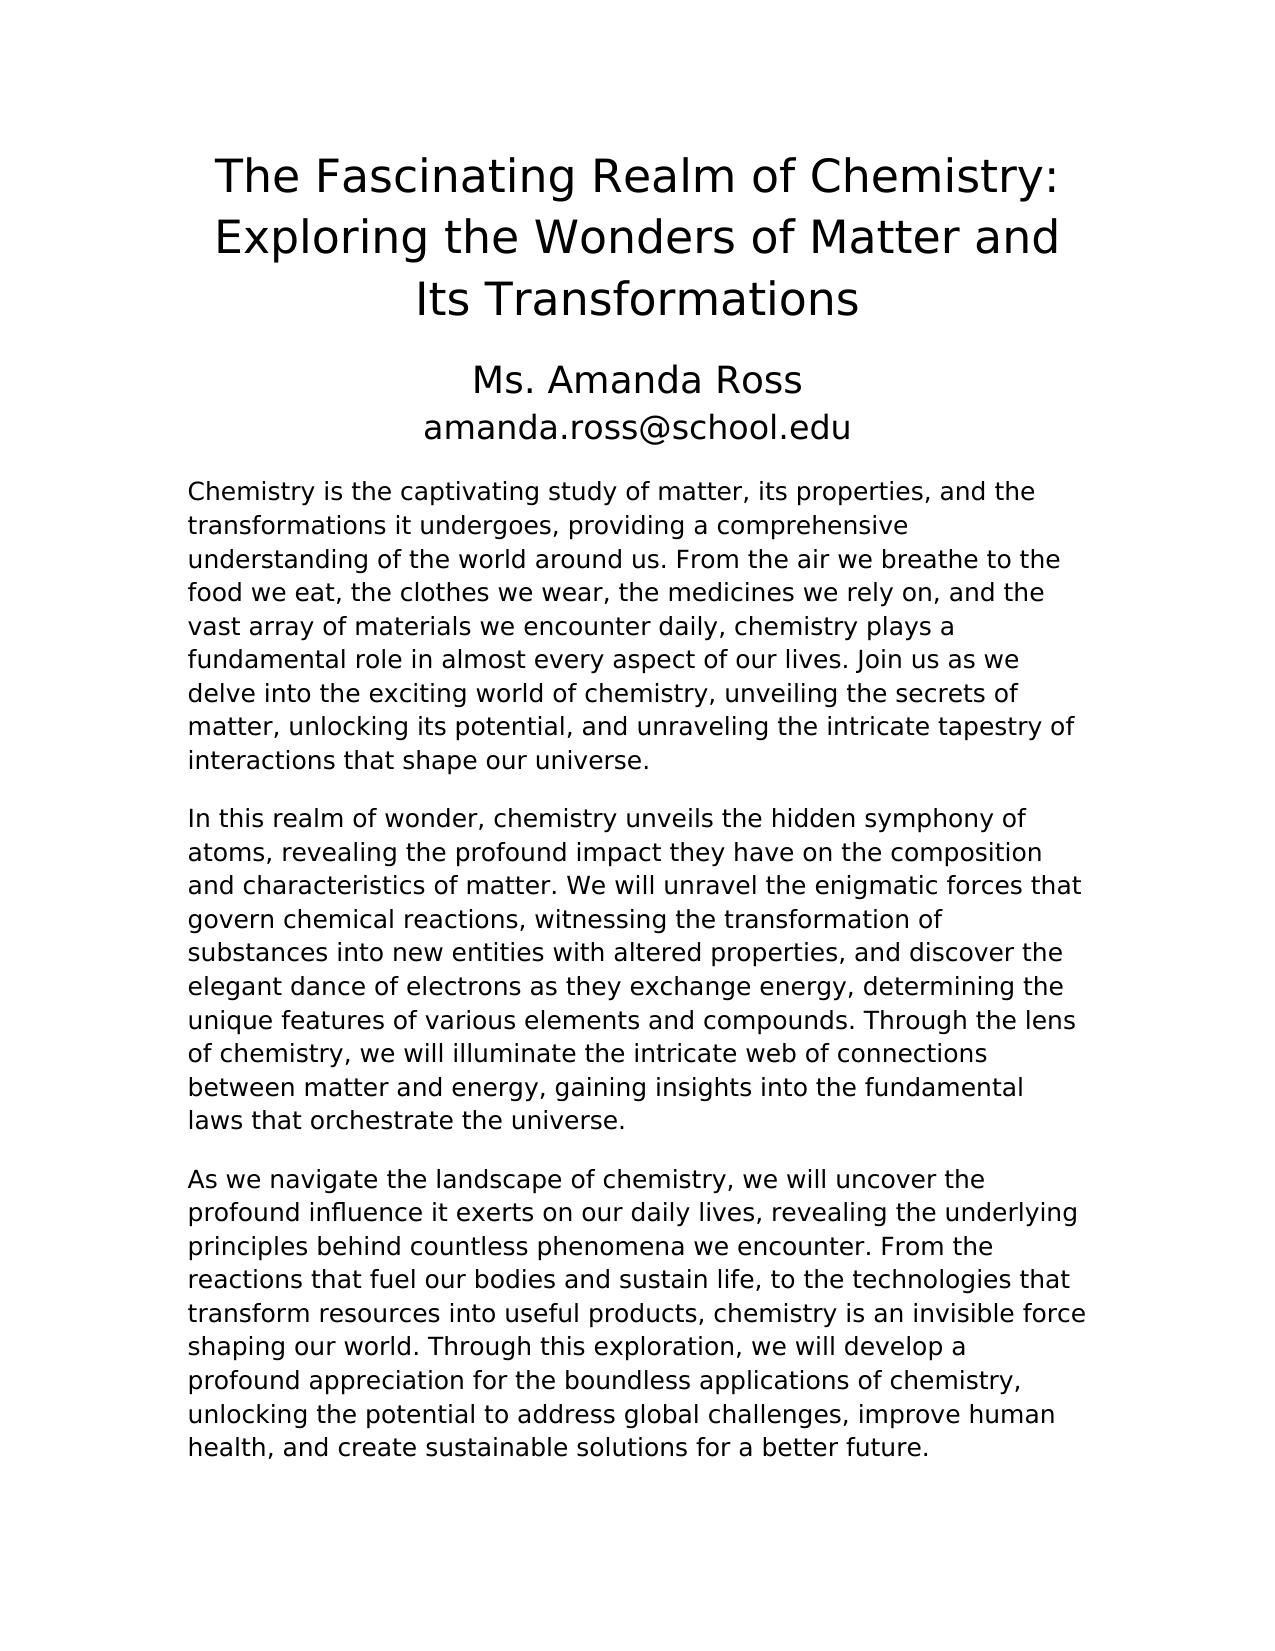 The Fascinating Realm of Chemistry:
Exploring the Wonders of Matter and
Its Transformations
Ms. Amanda Ross
amanda.ross@school.edu
Chemistry is the captivating study of matter, its properties, and the
transformations it undergoes, providing a comprehensive
understanding of the world around us. From the air we breathe to the
food we eat, the clothes we wear, the medicines we rely on, and the
vast array of materials we encounter daily, chemistry plays a
fundamental role in almost every aspect of our lives. Join us as we
delve into the exciting world of chemistry, unveiling the secrets of
matter, unlocking its potential, and unraveling the intricate tapestry of
interactions that shape our universe.
In this realm of wonder, chemistry unveils the hidden symphony of
atoms, revealing the profound impact they have on the composition
and characteristics of matter. We will unravel the enigmatic forces that
govern chemical reactions, witnessing the transformation of
substances into new entities with altered properties, and discover the
elegant dance of electrons as they exchange energy, determining the
unique features of various elements and compounds. Through the lens
of chemistry, we will illuminate the intricate web of connections
between matter and energy, gaining insights into the fundamental
laws that orchestrate the universe.
As we navigate the landscape of chemistry, we will uncover the
profound influence it exerts on our daily lives, revealing the underlying
principles behind countless phenomena we encounter. From the
reactions that fuel our bodies and sustain life, to the technologies that
transform resources into useful products, chemistry is an invisible force
shaping our world. Through this exploration, we will develop a
profound appreciation for the boundless applications of chemistry,
unlocking the potential to address global challenges, improve human
health, and create sustainable solutions for a better future.